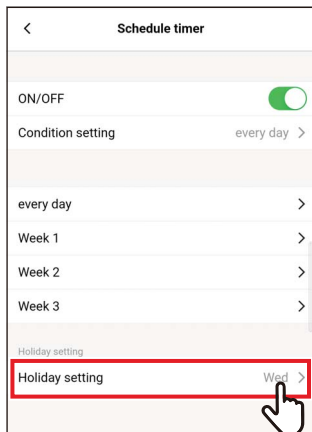 Schedule timer
ON/OFF
Condition setting every day
every day
Week 1
Week 2
Week 3
Holiday setting
Holiday setting Wed